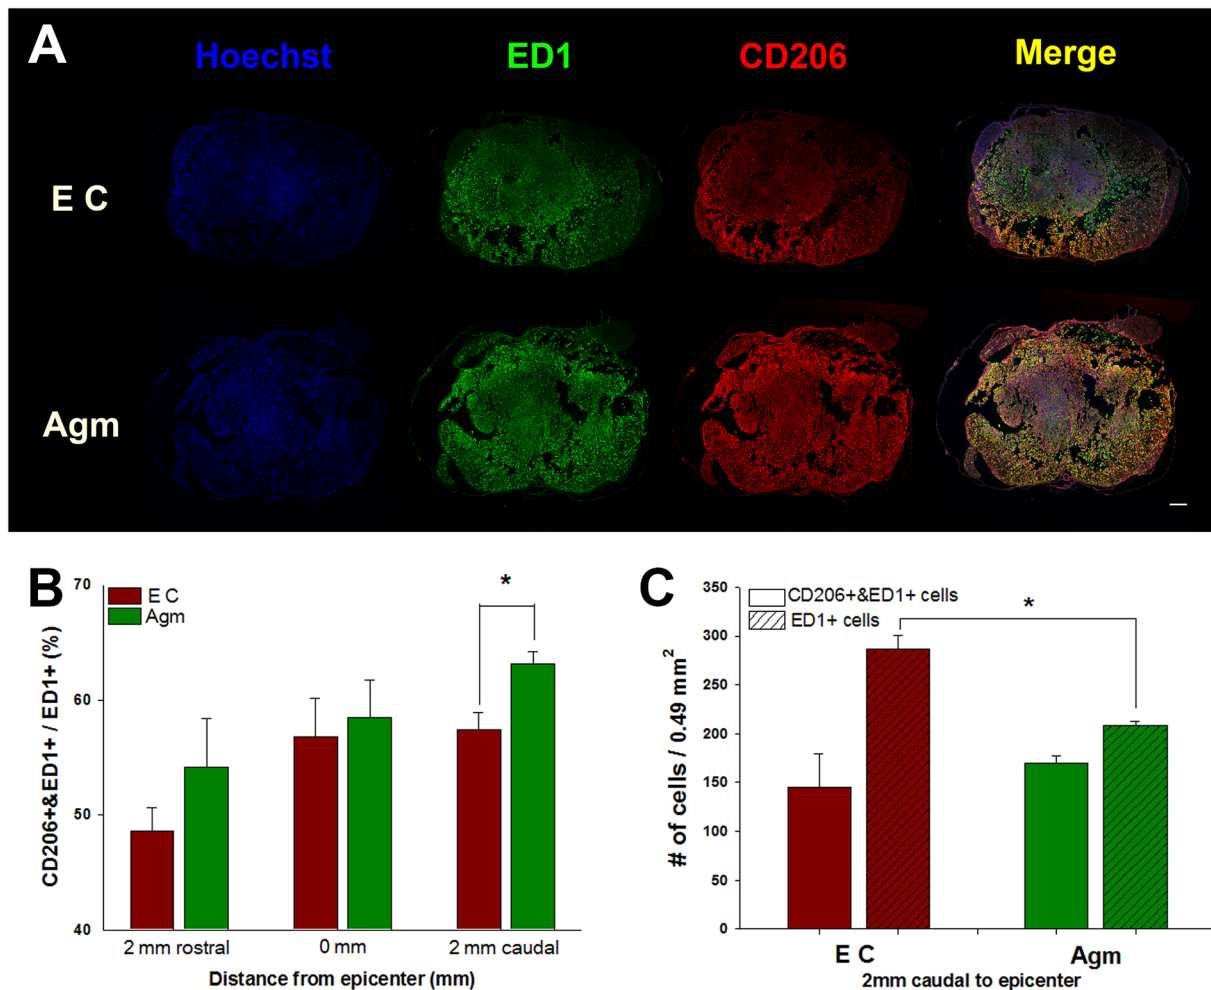 A
Hoechst ED1 CD206 Merge
E C
Agm
B
70
60
50
40
CD206+&ED1+ / ED1+ (%)
E C
Agm
*
2 mm rostral 0 mm 2 mm caudal
Distance from epicenter (mm)
C
350
300
250
200
150
100
50
0
# of cells / 0.49 mm²
CD206+&ED1+ cells
ED1+ cells
*
E C Agm
2mm caudal to epicenter